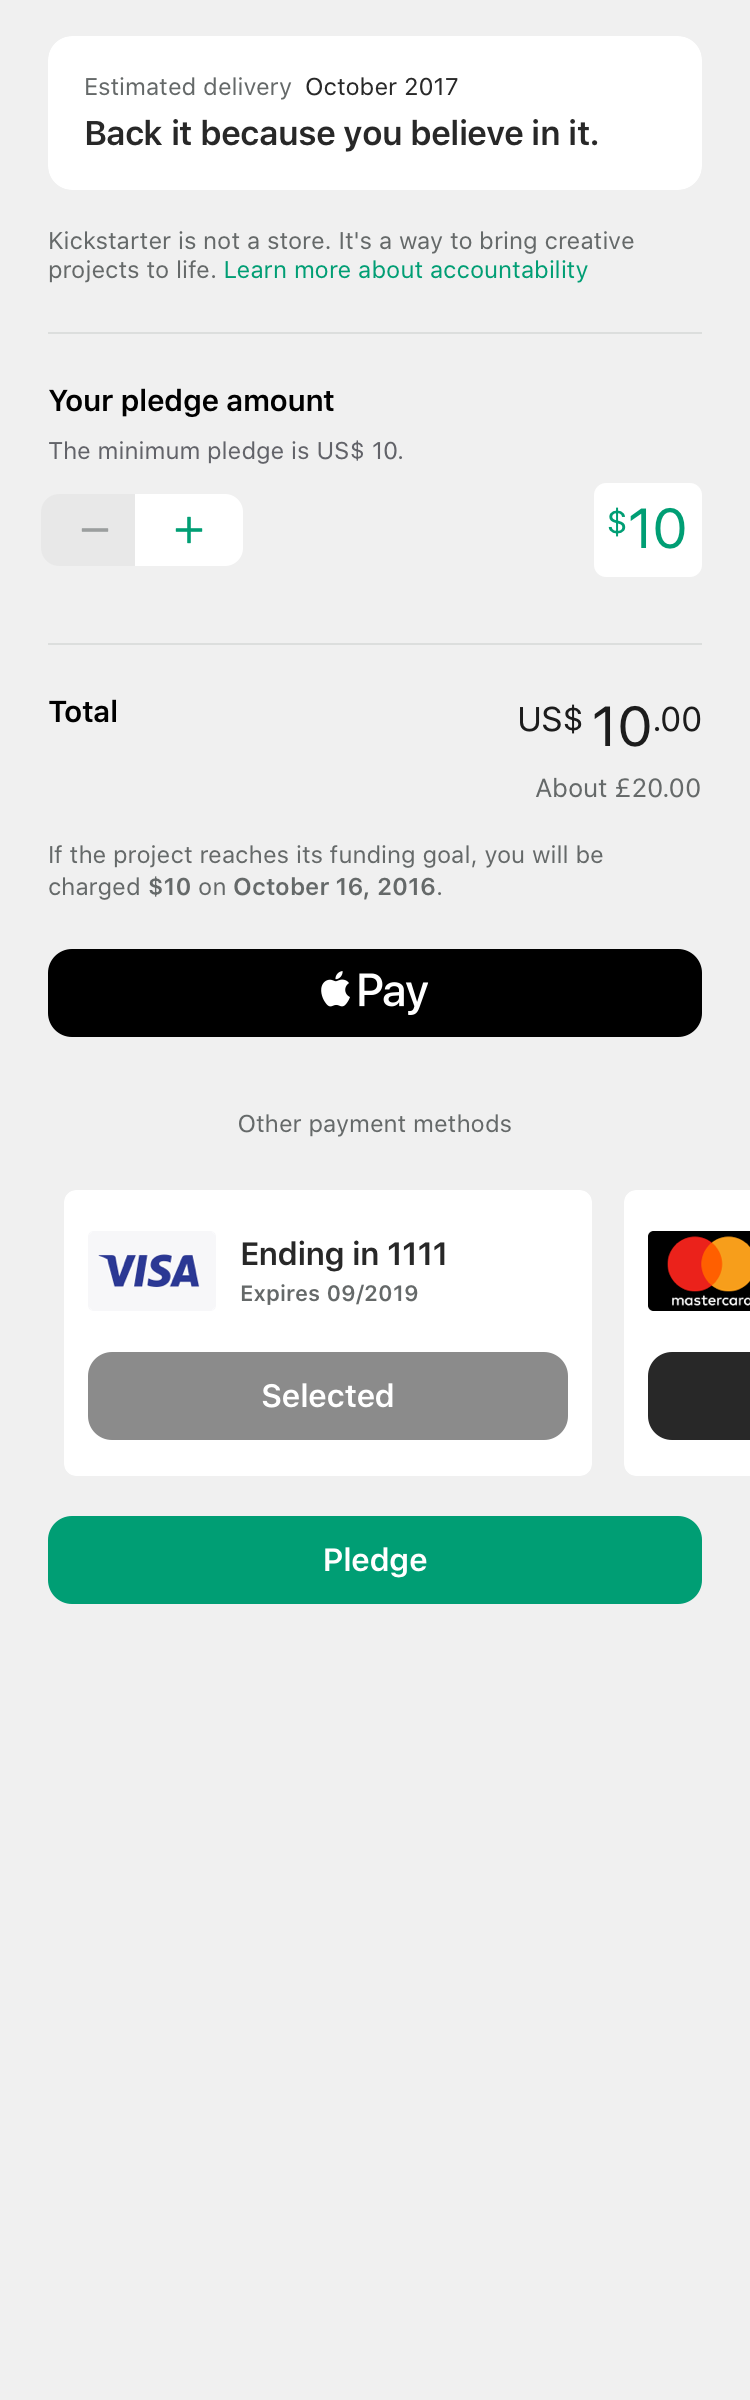 Estimated delivery October 2017
Back it because you believe in it.
Kickstarter is not a store. It's a way to bring creative
projects to life. Learn more about accountability
Your pledge amount
The minimum pledge is US$ 10.
− +
$10
Total
US$ 10.00
About £20.00
If the project reaches its funding goal, you will be
charged $10 on October 16, 2016.
Pay
Other payment methods
VISA
Ending in 1111
Expires 09/2019
Selected
mastercard
Pledge